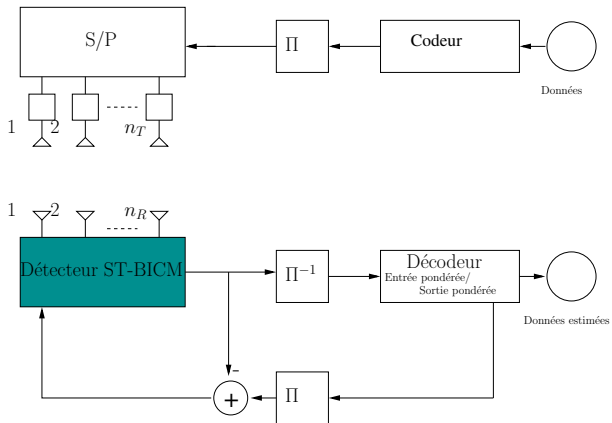 S/P
Π
Codeur
Données
1
2
......
n_T
1
2
......
n_R
Détecteur ST-BICM
Π⁻¹
Décodeur
Entrée pondérée/
Sortie pondérée
Données estimées
-
+
Π